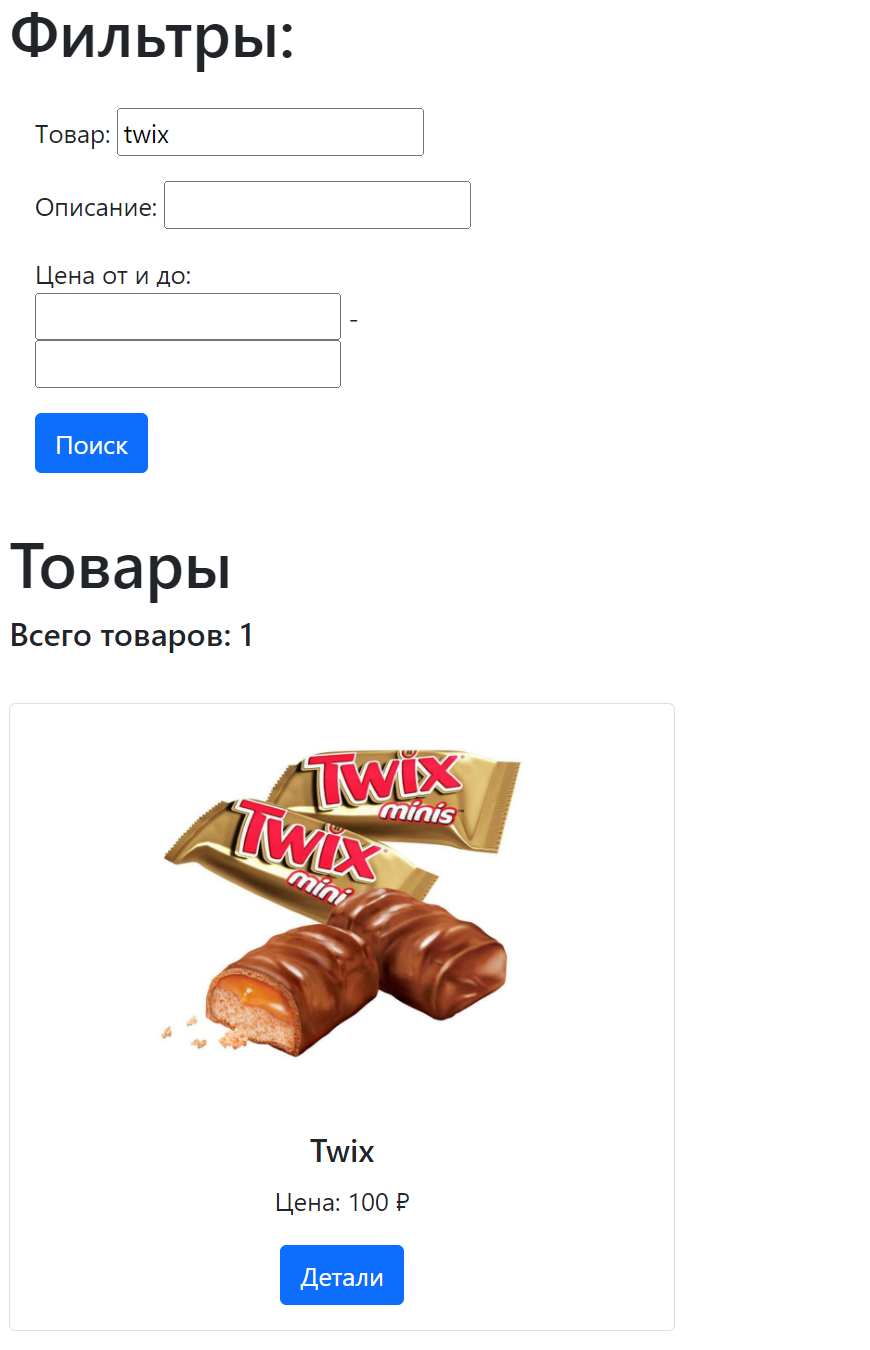 Фильтры:
Товар: twix
Описание:
Цена от и до:
-
Поиск
Товары
Всего товаров: 1
Twix
minis
Twix
mini
Twix
Цена: 100 ₽
Детали